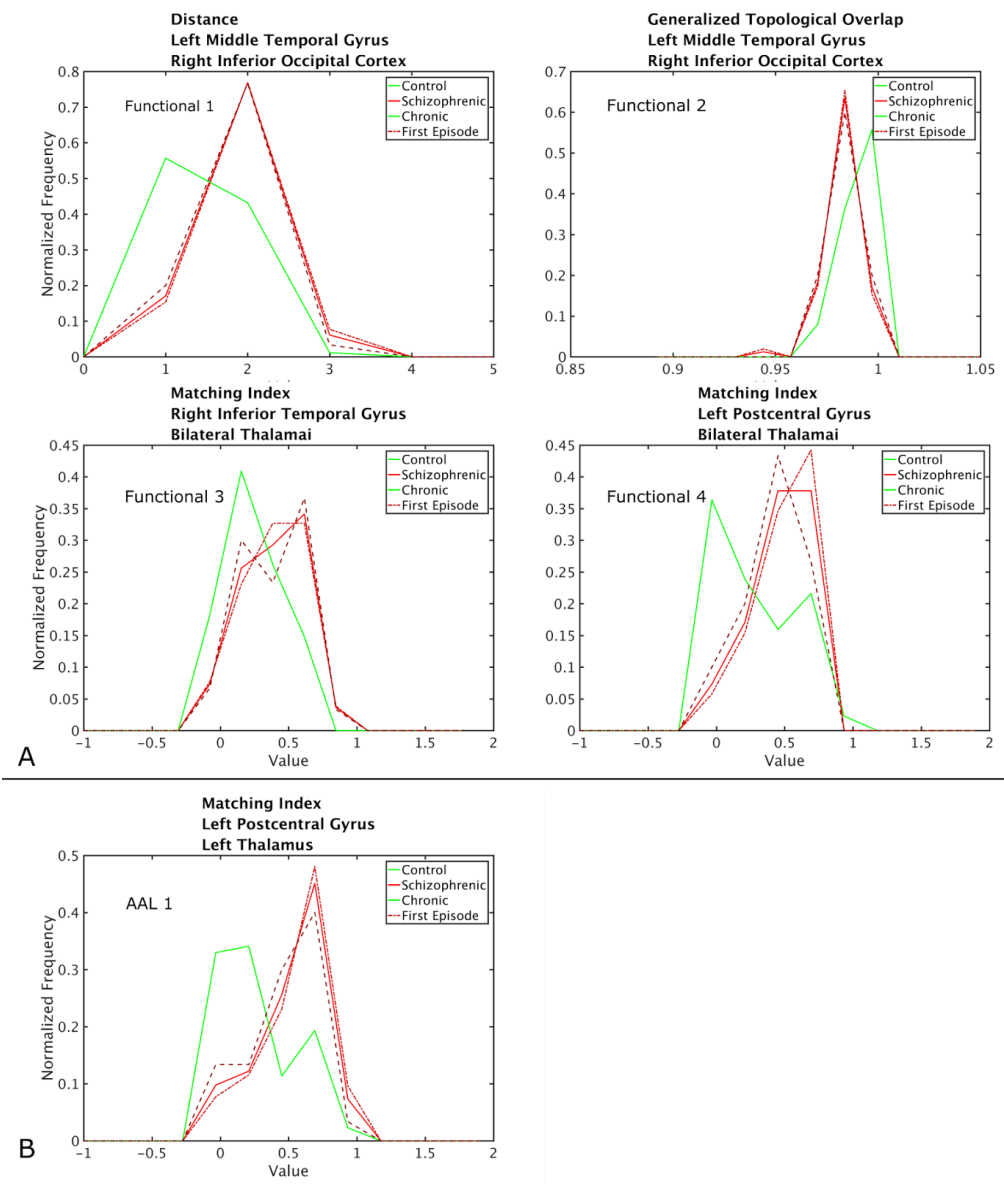 Distance
Left Middle Temporal Gyrus
Right Inferior Occipital Cortex
Functional 1
Control
Schizophrenic
Chronic
First Episode
Normalized Frequency
0.8
0.7
0.6
0.5
0.4
0.3
0.2
0.1
0
0 1 2 3 4 5
Generalized Topological Overlap
Left Middle Temporal Gyrus
Right Inferior Occipital Cortex
Functional 2
Control
Schizophrenic
Chronic
First Episode
0.7
0.6
0.5
0.4
0.3
0.2
0.1
0
0.85 0.9 0.95 1 1.05
Matching Index
Right Inferior Temporal Gyrus
Bilateral Thalamai
Functional 3
Control
Schizophrenic
Chronic
First Episode
Normalized Frequency
0.45
0.4
0.35
0.3
0.25
0.2
0.15
0.1
0.05
0
-1 -0.5 0 0.5 1 1.5 2
Value
Matching Index
Left Postcentral Gyrus
Bilateral Thalamai
Functional 4
Control
Schizophrenic
Chronic
First Episode
0.45
0.4
0.35
0.3
0.25
0.2
0.15
0.1
0.05
0
-1 -0.5 0 0.5 1 1.5 2
Value
A
Matching Index
Left Postcentral Gyrus
Left Thalamus
AAL 1
Control
Schizophrenic
Chronic
First Episode
Normalized Frequency
0.5
0.4
0.3
0.2
0.1
0
-1 -0.5 0 0.5 1 1.5 2
Value
B